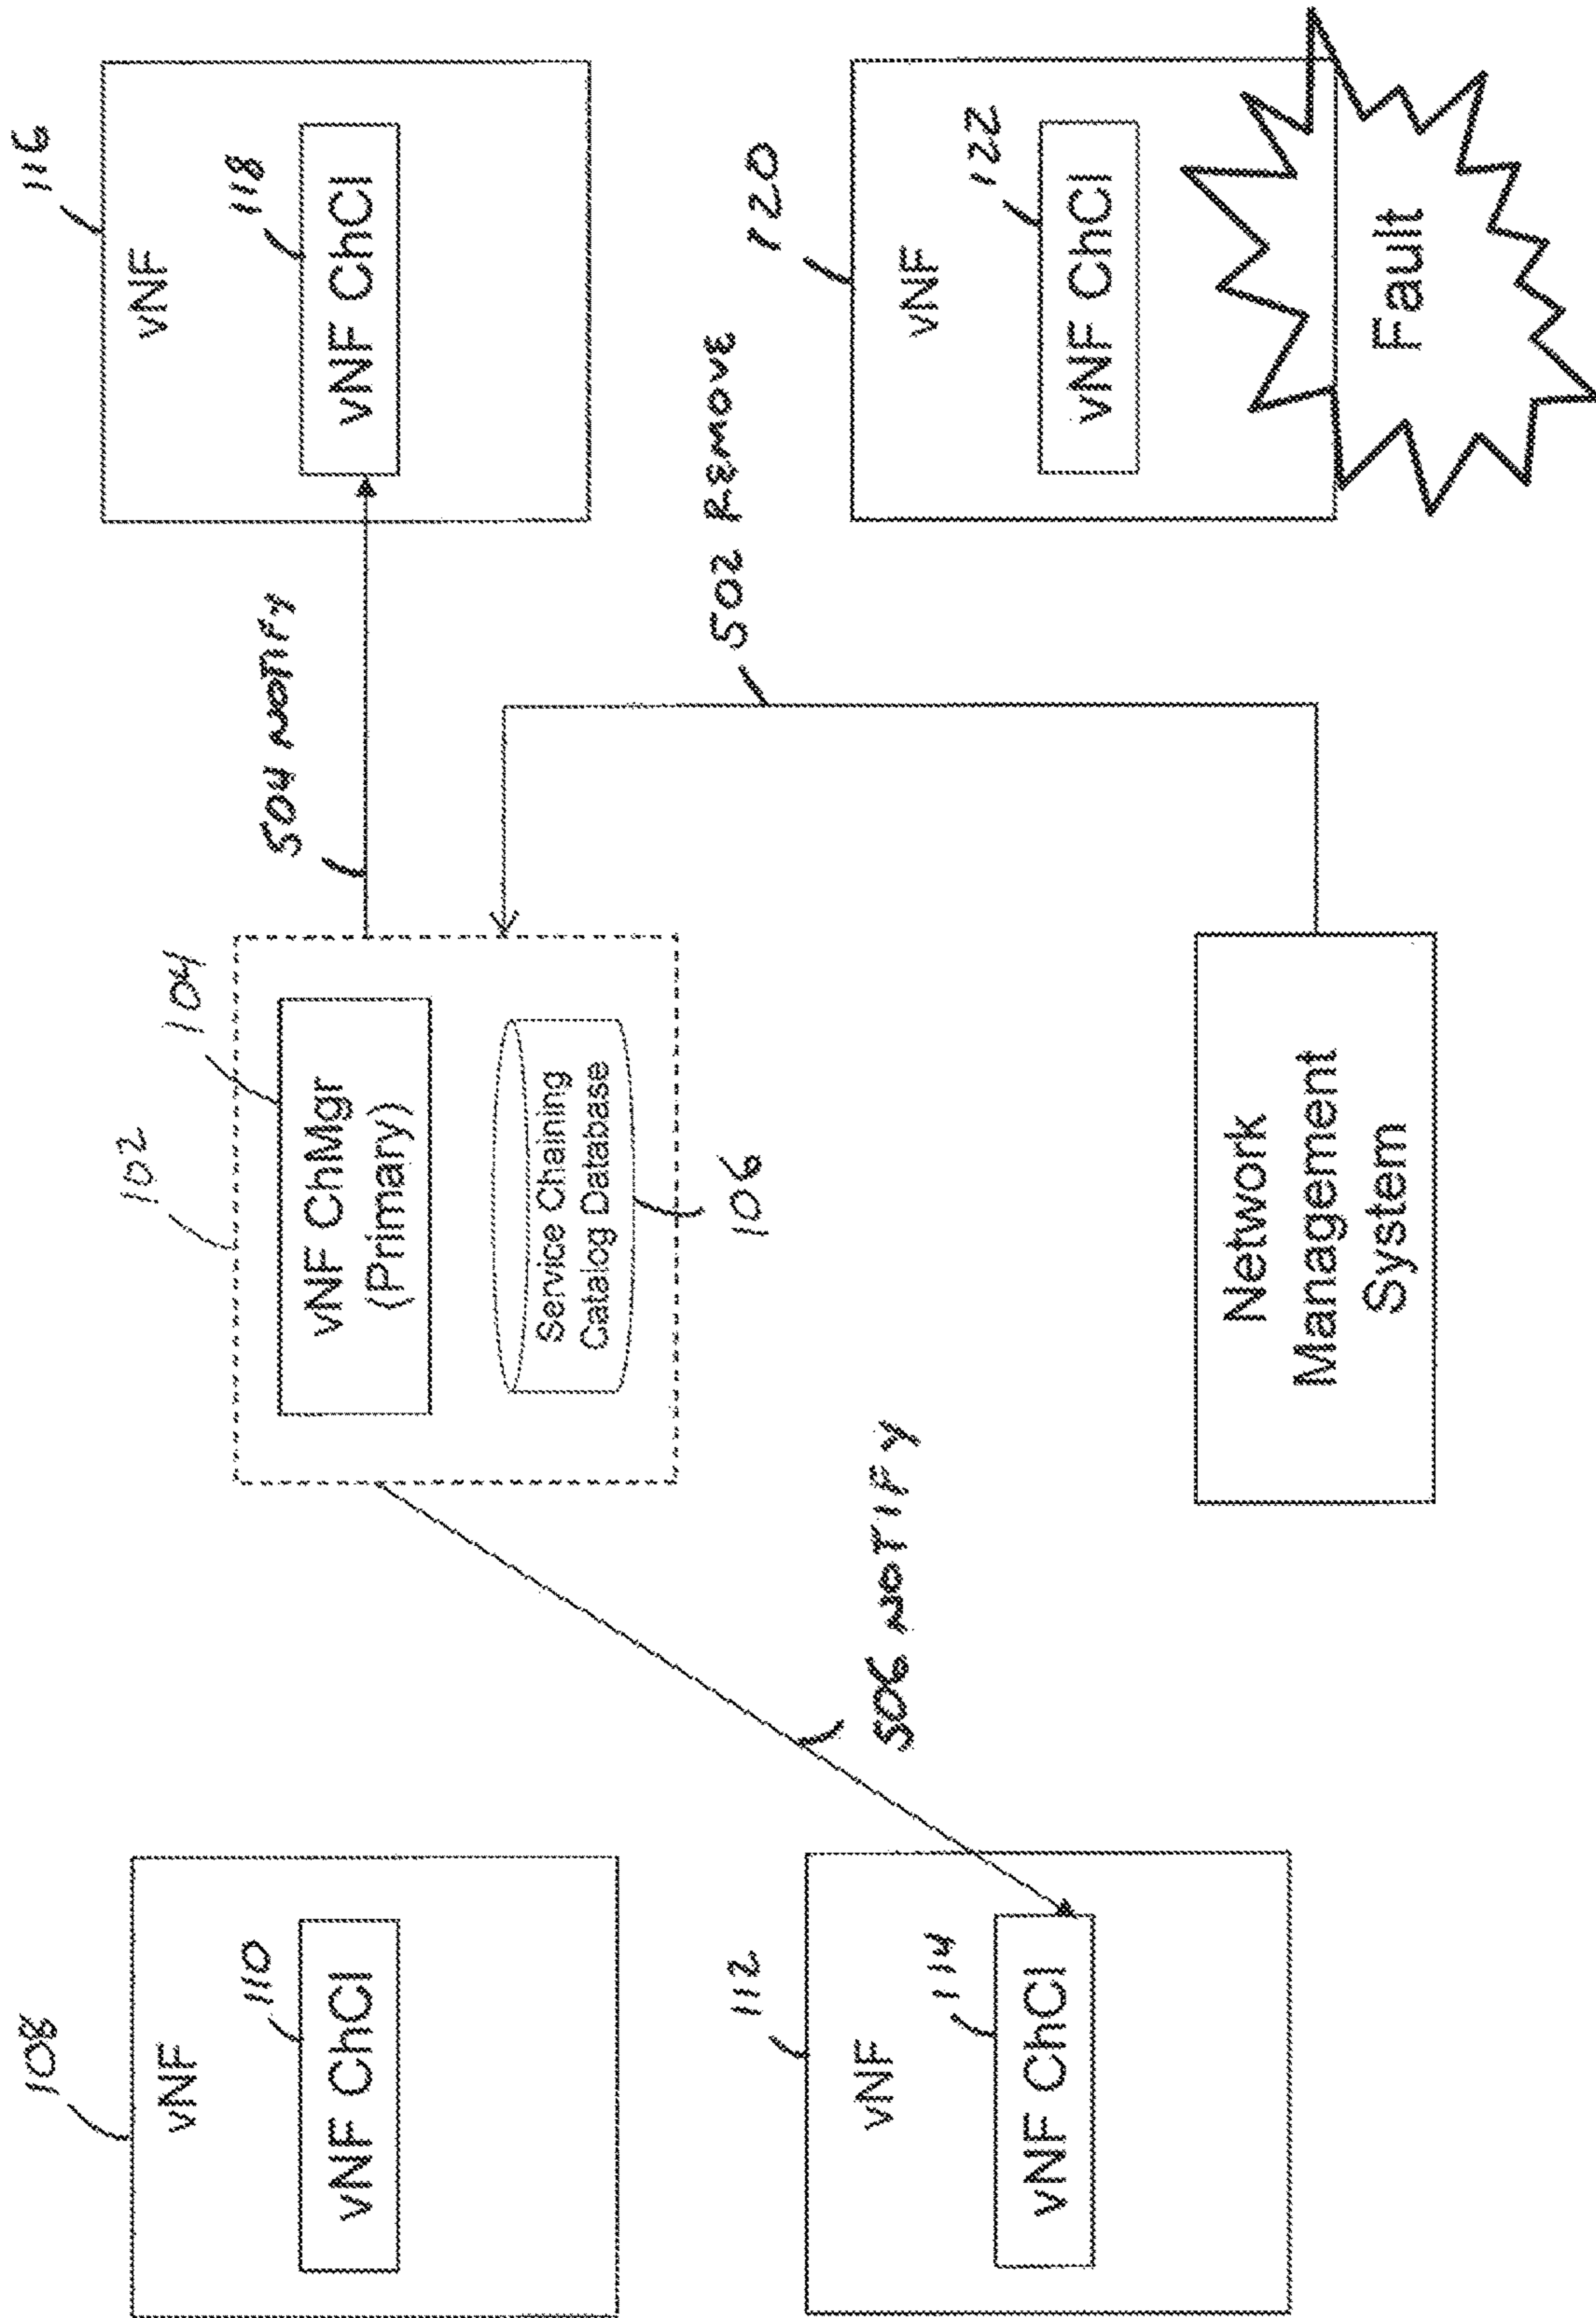 108
vNF
110
vNF ChCl
112
vNF
114
vNF ChCl
102
104
vNF ChMgr
(Primary)
Service Chaining
Catalog Database
106
506 NOTIFY
504 NOTIFY
502 REMOVE
Network
Management
System
116
vNF
118
vNF ChCl
120
vNF
122
vNF ChCl
Fault